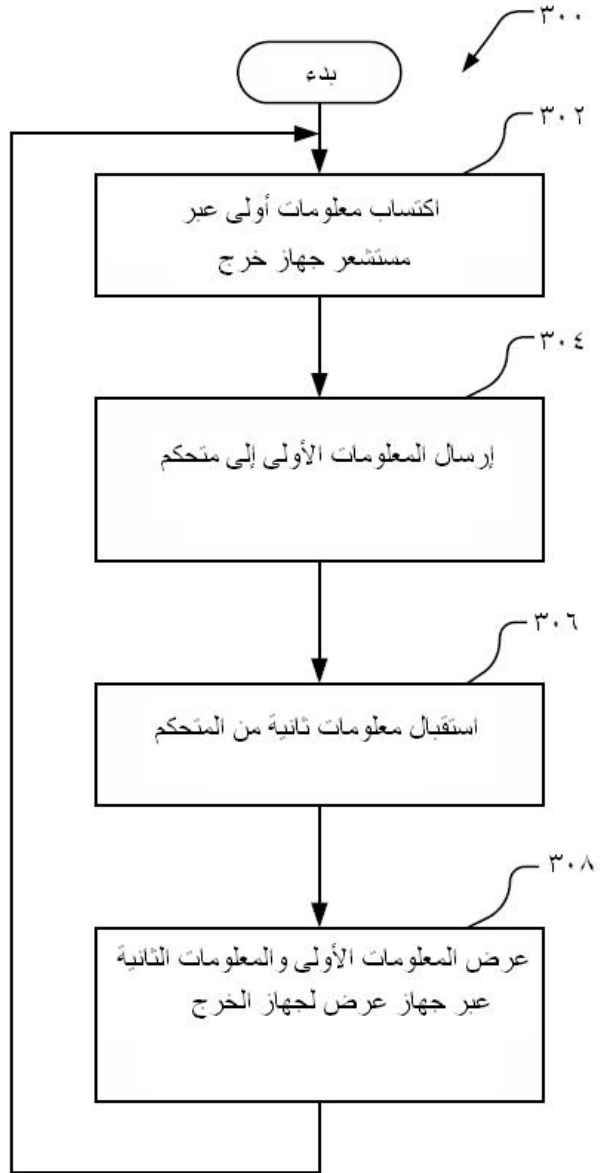 ٣٠٠
بدء
٣٠٢
اكتساب معلومات أولى عبر
مستشعر جهاز خرج
٣٠٤
إرسال المعلومات الأولى إلى متحكم
٣٠٦
استقبال معلومات ثانية من المتحكم
٣٠٨
عرض المعلومات الأولى والمعلومات الثانية
عبر جهاز عرض لجهاز الخرج